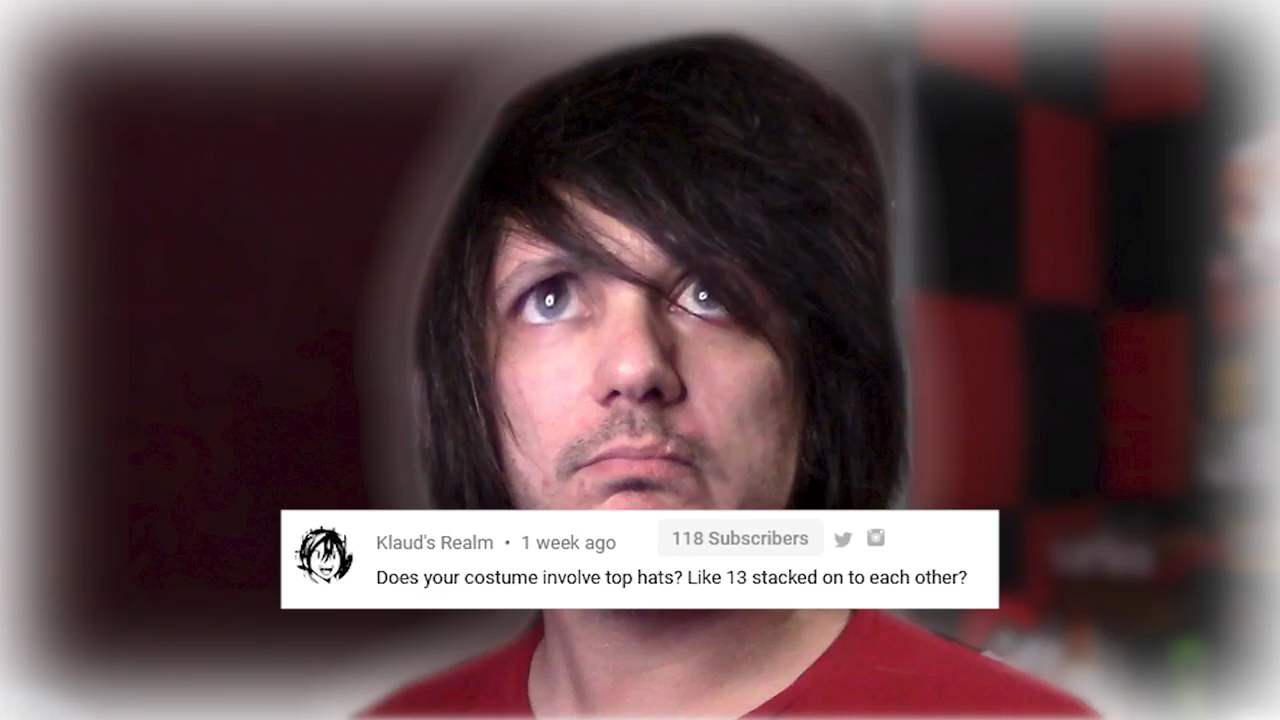 Klaud's Realm • 1 week ago 118 Subscribers
Does your costume involve top hats? Like 13 stacked on to each other?